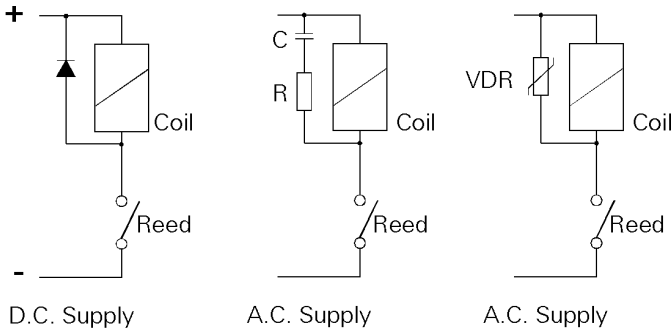 +
Coil
Reed
-
D.C. Supply
C
R
Coil
Reed
A.C. Supply
VDR
Coil
Reed
A.C. Supply